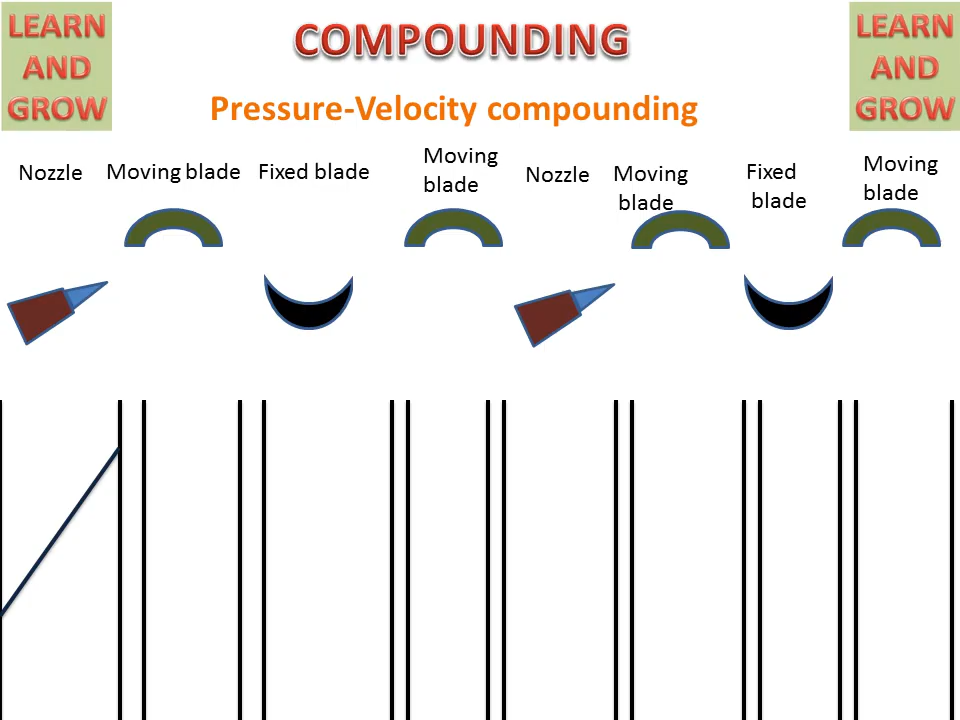 LEARN
AND
GROW
COMPOUNDING
LEARN
AND
GROW
Pressure-Velocity compounding
Nozzle
Moving blade
Fixed blade
Moving
blade
Nozzle
Moving
blade
Fixed
blade
Moving
blade